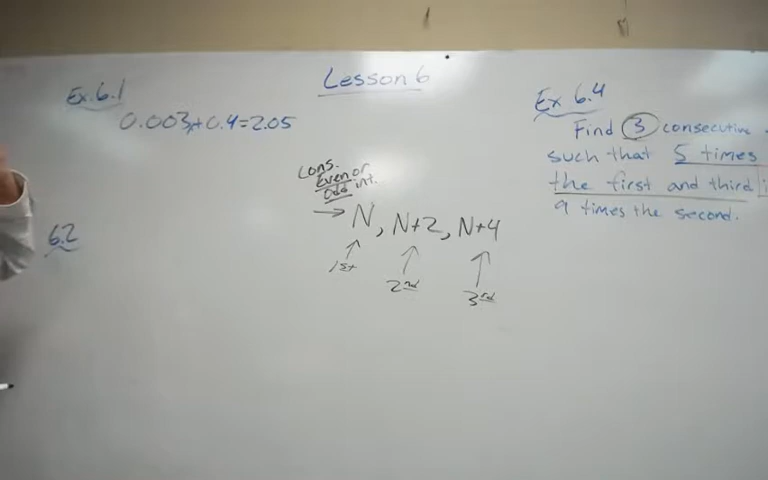 Lesson 6
Ex. 6.1
0.003x+0.4=2.05
6.2
Cons.
Even or
Odd int.
→ N, N+2, N+4
1st
2nd
3rd
Ex 6.4
Find 3 consecutive
such that 5 times
the first and third
9 times the second.